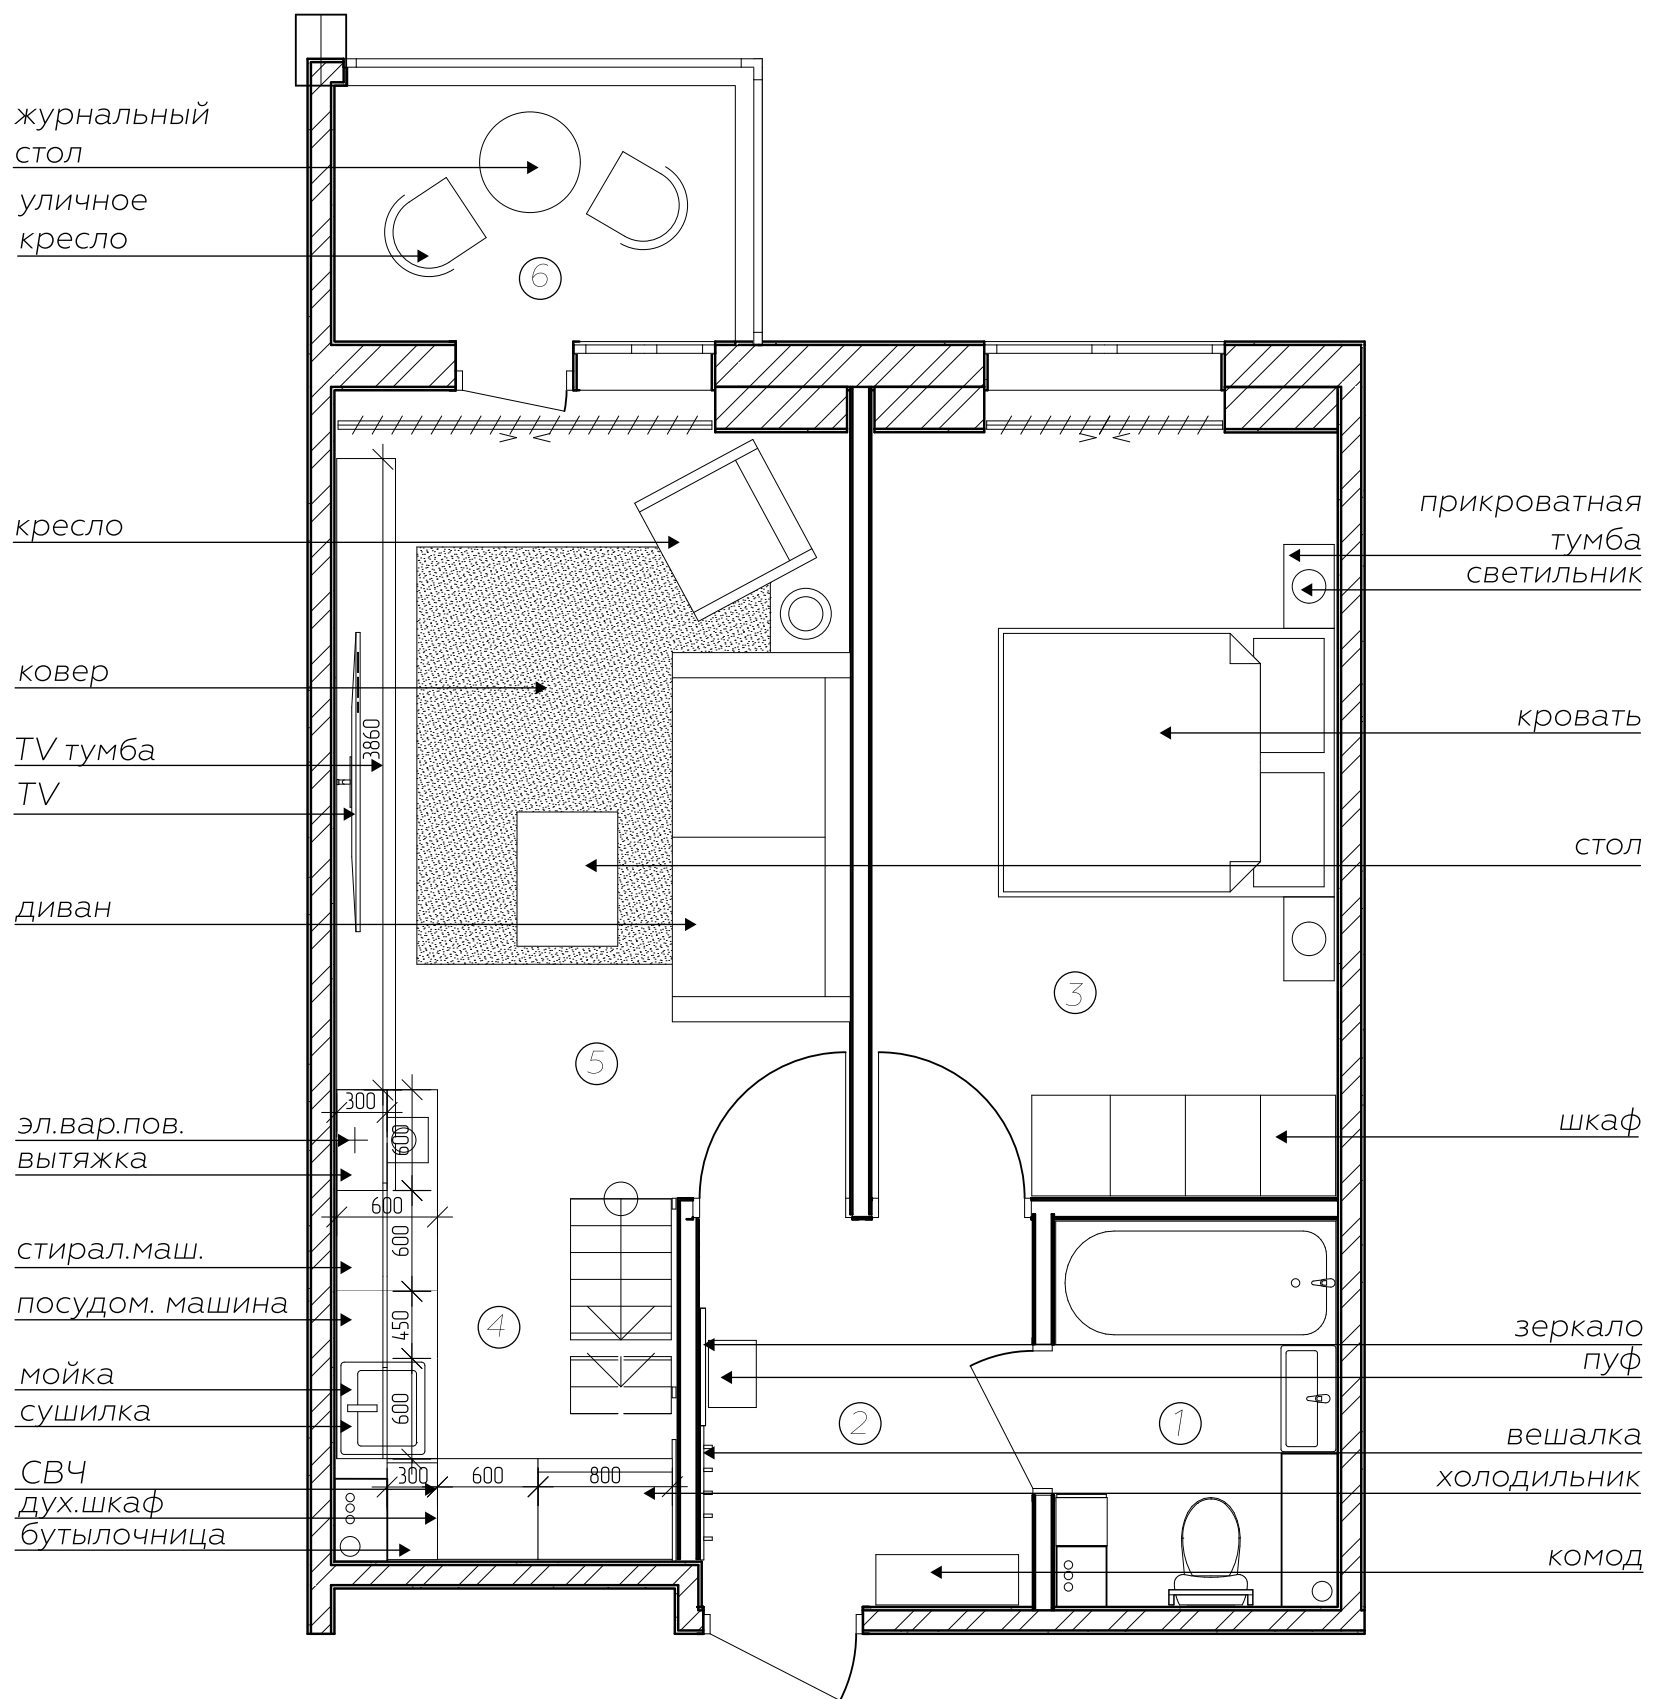 журнальный
стол
уличное
кресло
6
кресло
ковер
TV тумба
TV
диван
3860
прикроватная
тумба
светильник
кровать
стол
3
5
шкаф
эл.вар.пов.
вытяжка
стирал.маш.
посудом. машина
мойка
сушилка
СВЧ
дух.шкаф
бутылочница
300
600
600
600
450
600
300
600
800
4
2
1
зеркало
пуф
вешалка
холодильник
комод